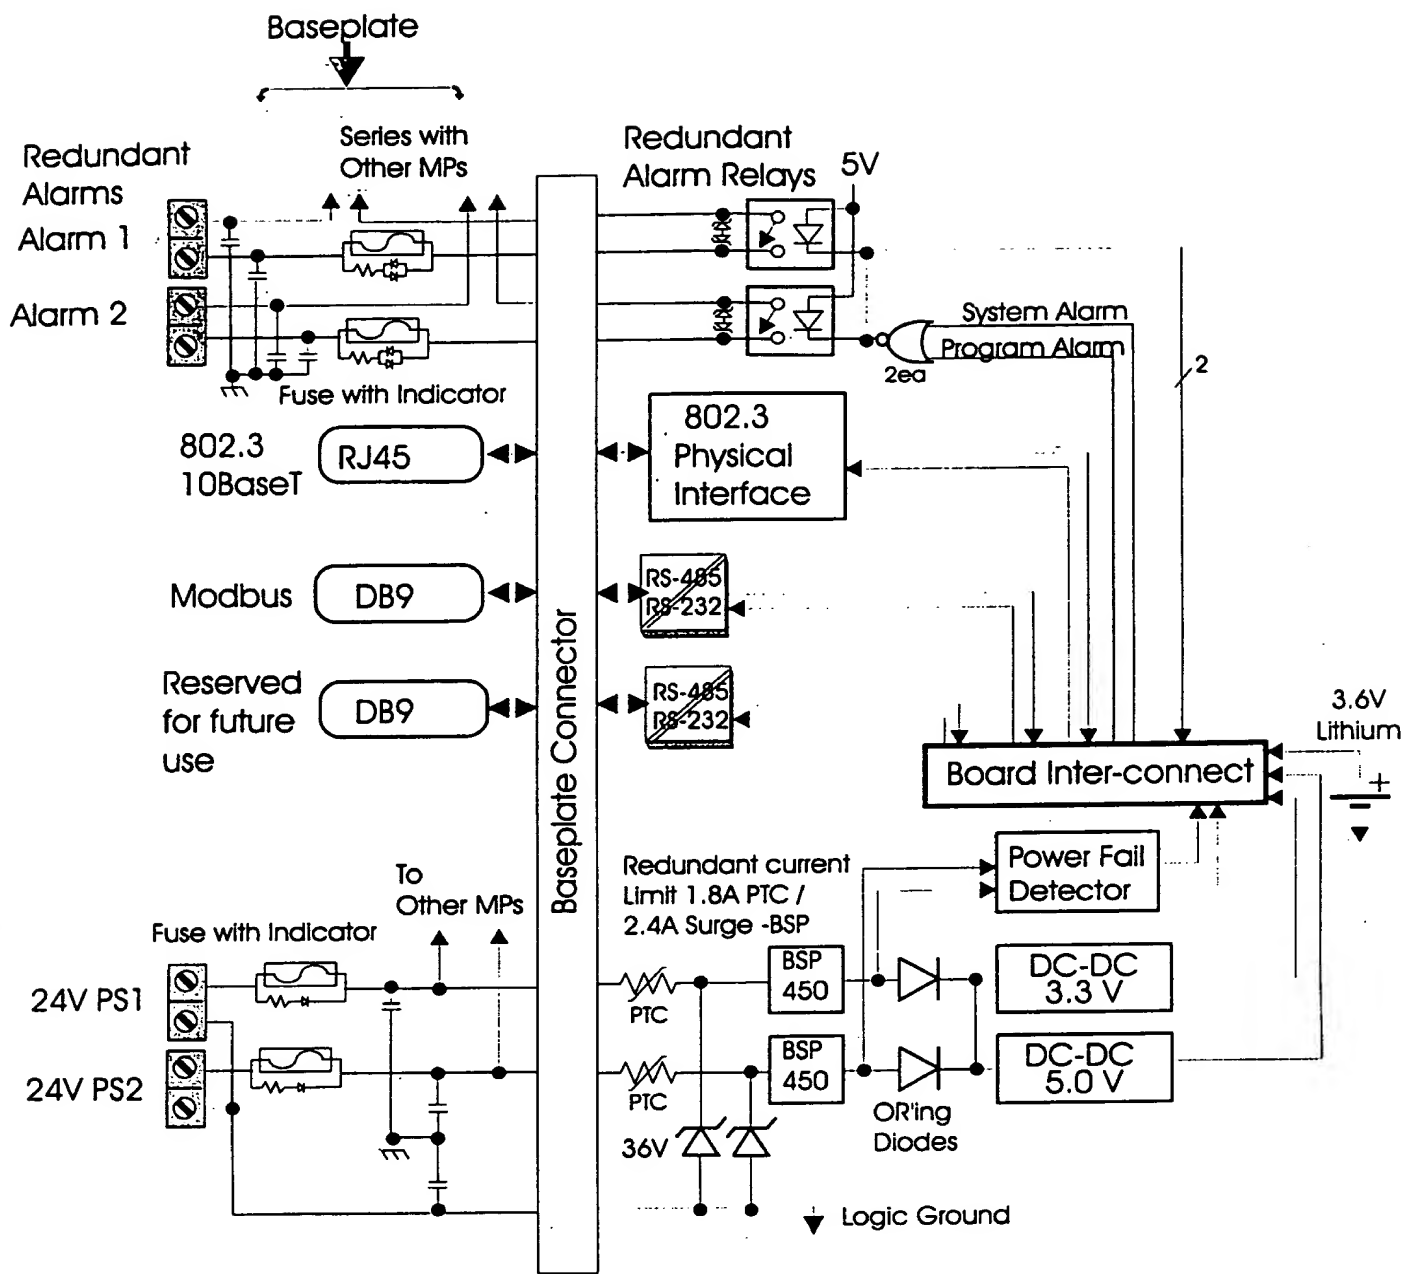 Baseplate
Redundant
Alarms
Alarm 1
Alarm 2
Series with
Other MPs
Fuse with Indicator
Redundant
Alarm Relays
5V
System Alarm
Program Alarm
2ea
2
802.3
10BaseT
RJ45
802.3
Physical
Interface
Modbus
DB9
RS-485
RS-232
Reserved
for future
use
DB9
RS-485
RS-232
Baseplate Connector
3.6V
Lithium
+
Board Inter-connect
Power Fail
Detector
To
Other MPs
Fuse with Indicator
24V PS1
24V PS2
Redundant current
Limit 1.8A PTC /
2.4A Surge -BSP
PTC
BSP
450
PTC
BSP
450
DC-DC
3.3 V
DC-DC
5.0 V
36V
OR'ing
Diodes
Logic Ground